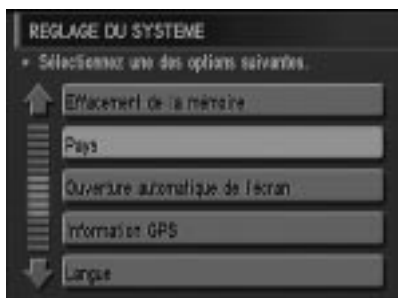 REGLAGE DU SYSTEME
• Sélectionnez une des options suivantes.
Effacement de la mémoire
Pays
Ouverture automatique de l'écran
Information GPS
Langue